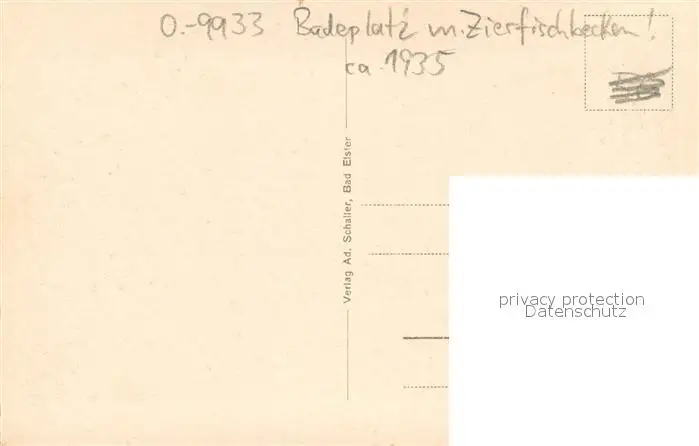 O.-9933 Badeplatz m. Zierfischbecken!
ca. 1935
Verlag Ad. Schaller, Bad Elster
privacy protection
Datenschutz